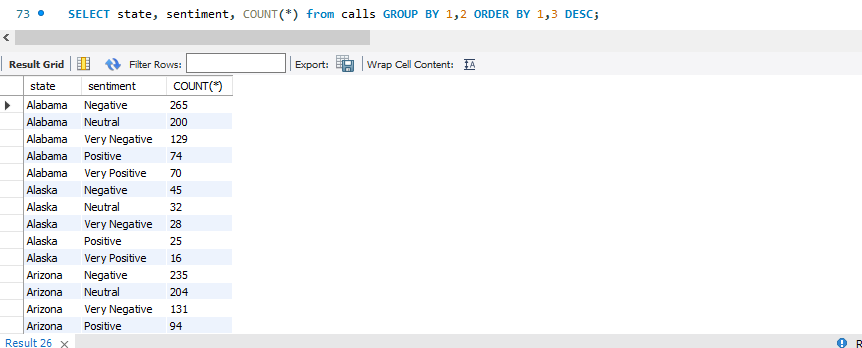 73 SELECT state, sentiment, COUNT(*) from calls GROUP BY 1,2 ORDER BY 1,3 DESC;
Result Grid Filter Rows: Export: Wrap Cell Content: IA
state sentiment COUNT(*)
Alabama Negative 265
Alabama Neutral 200
Alabama Very Negative 129
Alabama Positive 74
Alabama Very Positive 70
Alaska Negative 45
Alaska Neutral 32
Alaska Very Negative 28
Alaska Positive 25
Alaska Very Positive 16
Arizona Negative 235
Arizona Neutral 204
Arizona Very Negative 131
Arizona Positive 94
Result 26 R